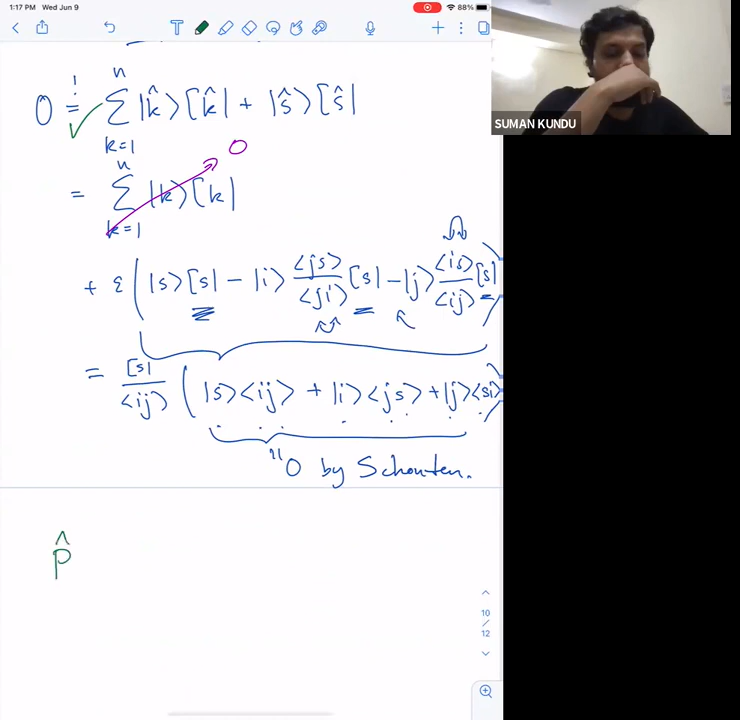 1:17 PM Wed Jun 9
88%
SUMAN KUNDU
0 =! Σ_{k=1}^{n} |k̂⟩[k̂| + |ŝ⟩[ŝ|
= Σ_{k=1}^{n} |k⟩[k| 0
+ ε ( |s⟩[s| − |i⟩ ⟨js⟩/⟨ji⟩ [s| − |j⟩ ⟨is⟩/⟨ij⟩ [s| )
= [s|/⟨ij⟩ ( |s⟩⟨ij⟩ + |i⟩⟨js⟩ + |j⟩⟨si⟩ )
"0 by Schouten.
p̂
10
/
12